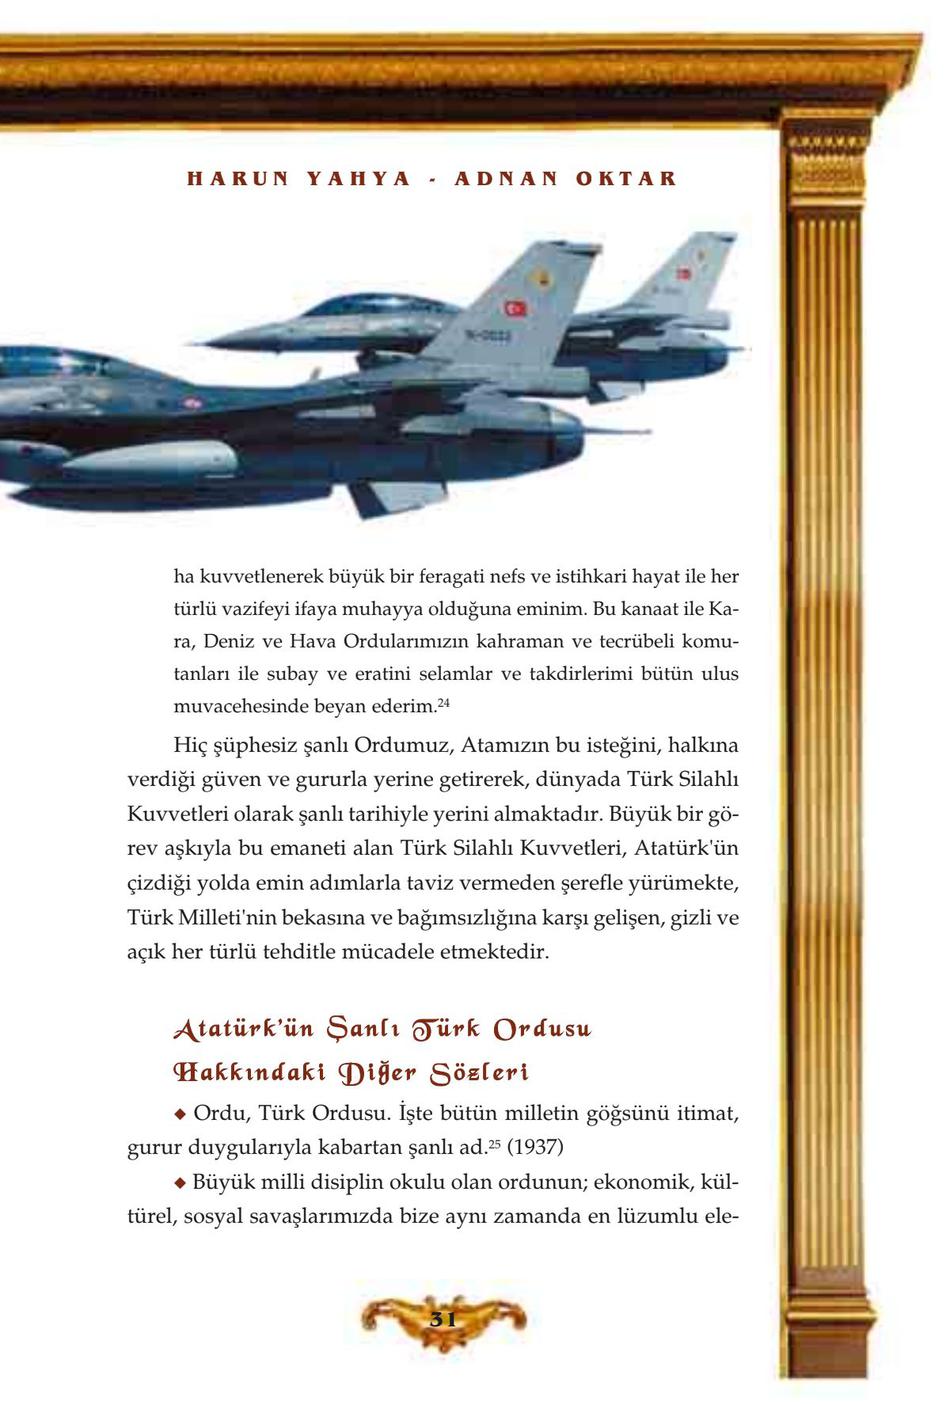 HARUN YAHYA - ADNAN OKTAR
ha kuvvetlenerek büyük bir feragati nefs ve istihkari hayat ile her
türlü vazifeyi ifaya muhayya olduğuna eminim. Bu kanaat ile Ka-
ra, Deniz ve Hava Ordularımızın kahraman ve tecrübeli komu-
tanları ile subay ve eratini selamlar ve takdirlerimi bütün ulus
muvacehesinde beyan ederim.24
Hiç şüphesiz şanlı Ordumuz, Atamızın bu isteğini, halkına
verdiği güven ve gururla yerine getirerek, dünyada Türk Silahlı
Kuvvetleri olarak şanlı tarihiyle yerini almaktadır. Büyük bir gö-
rev aşkıyla bu emaneti alan Türk Silahlı Kuvvetleri, Atatürk'ün
çizdiği yolda emin adımlarla taviz vermeden şerefle yürümekte,
Türk Milleti'nin bekasına ve bağımsızlığına karşı gelişen, gizli ve
açık her türlü tehditle mücadele etmektedir.
Atatürk'ün Şanlı Türk Ordusu
Hakkındaki Diğer Sözleri
◆ Ordu, Türk Ordusu. İşte bütün milletin göğsünü itimat,
gurur duygularıyla kabartan şanlı ad.25 (1937)
◆ Büyük milli disiplin okulu olan ordunun; ekonomik, kül-
türel, sosyal savaşlarımızda bize aynı zamanda en lüzumlu ele-
31